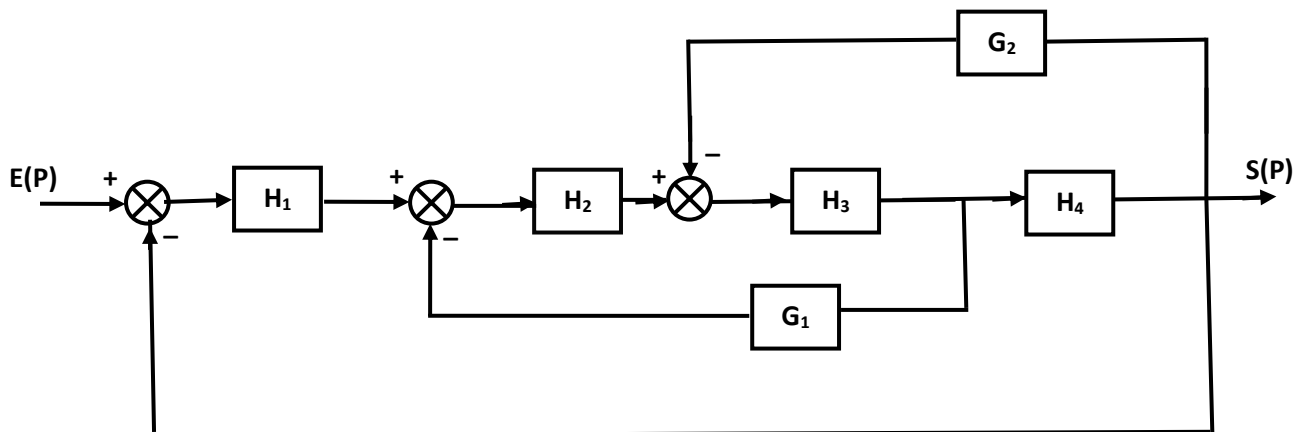 G₂
−
E(P)
+
−
H₁
+
−
H₂
+
H₃
H₄
S(P)
G₁